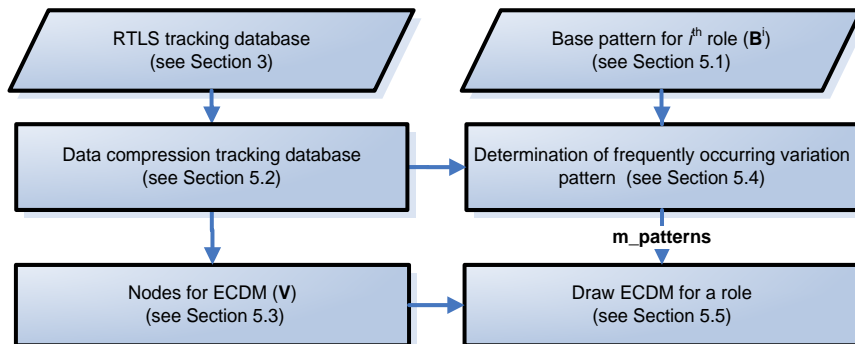 RTLS tracking database
(see Section 3)
Base pattern for ith role (Bi)
(see Section 5.1)
Data compression tracking database
(see Section 5.2)
Determination of frequently occurring variation
pattern (see Section 5.4)
m_patterns
Nodes for ECDM (V)
(see Section 5.3)
Draw ECDM for a role
(see Section 5.5)